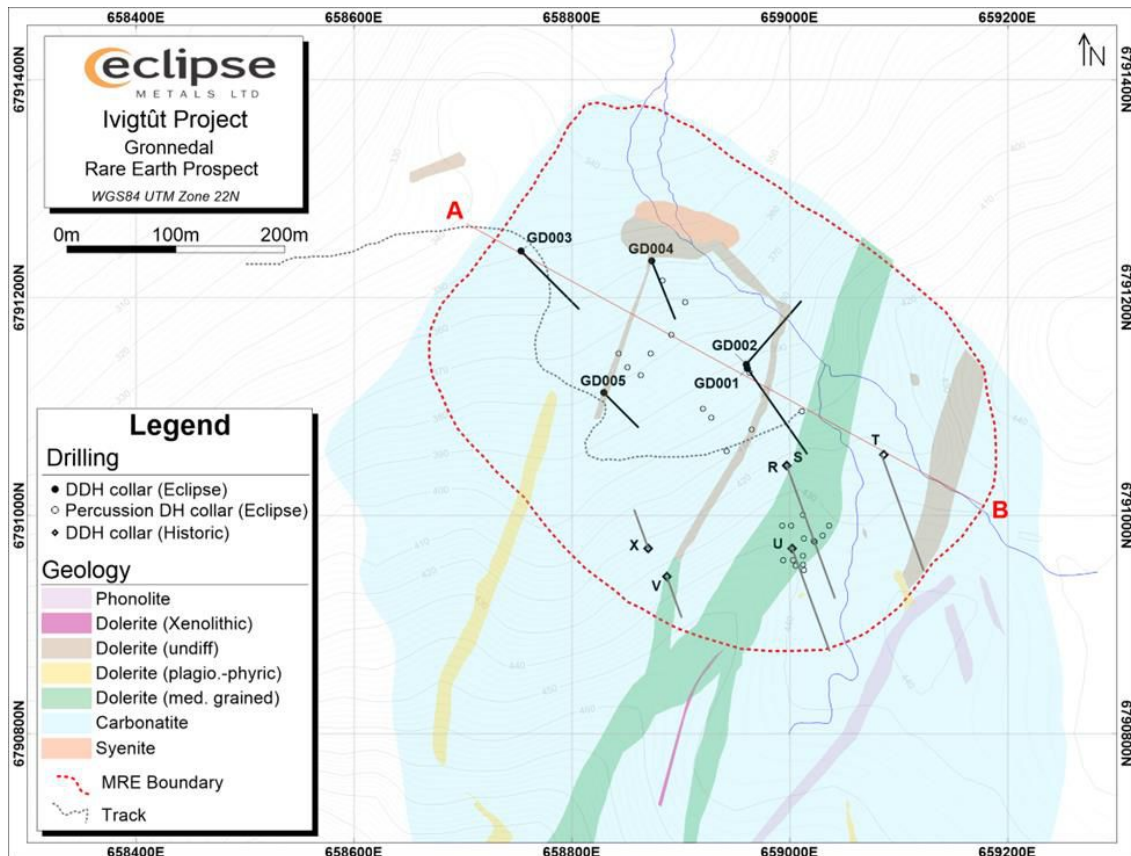 658400E 658600E 658800E 659000E 659200E
eclipse
METALS LTD
Ivigtût Project
Gronnedal
Rare Earth Prospect
WGS84 UTM Zone 22N
0m 100m 200m
N
6791400N 6791400N
6791200N 6791200N
6791000N 6791000N
6790800N 6790800N
A
GD003
GD004
GD002
GD001
GD005
T
S
R
B
X
U
V
Legend
Drilling
DDH collar (Eclipse)
Percussion DH collar (Eclipse)
DDH collar (Historic)
Geology
Phonolite
Dolerite (Xenolithic)
Dolerite (undiff)
Dolerite (plagio.-phyric)
Dolerite (med. grained)
Carbonatite
Syenite
MRE Boundary
Track
658400E 658600E 658800E 659000E 659200E